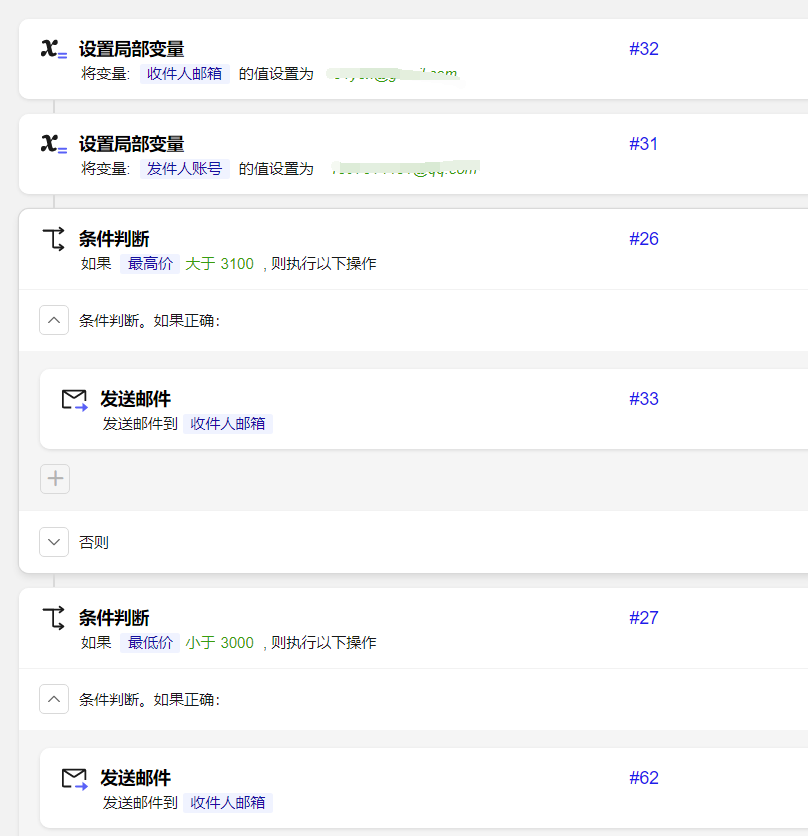 设置局部变量 #32
将变量: 收件人邮箱 的值设置为
设置局部变量 #31
将变量: 发件人账号 的值设置为 @qq.com
条件判断 #26
如果 最高价 大于 3100 , 则执行以下操作
条件判断。如果正确:
发送邮件 #33
发送邮件到 收件人邮箱
否则
条件判断 #27
如果 最低价 小于 3000 , 则执行以下操作
条件判断。如果正确:
发送邮件 #62
发送邮件到 收件人邮箱